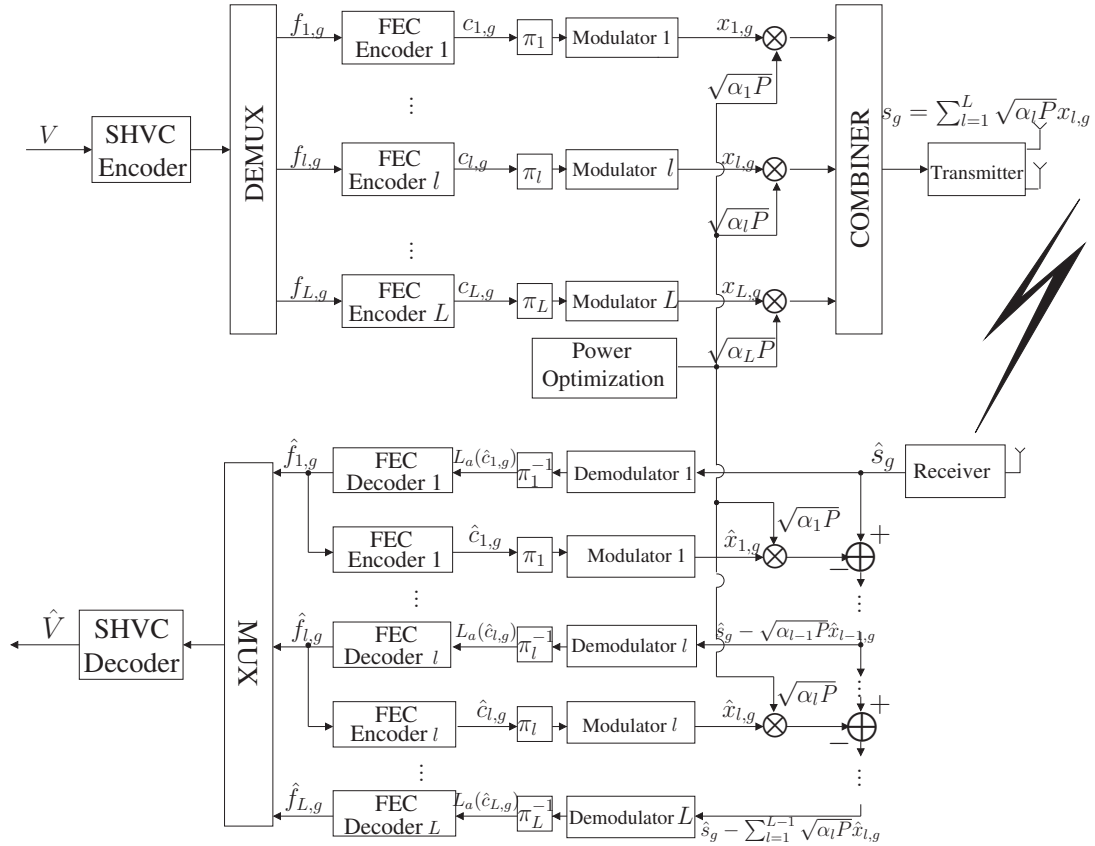 V
SHVC
Encoder
DEMUX
f_{1,g}
FEC
Encoder 1
c_{1,g}
π_1
Modulator 1
x_{1,g}
⊗
√(α_1 P)
⋮
f_{l,g}
FEC
Encoder l
c_{l,g}
π_l
Modulator l
x_{l,g}
⊗
√(α_l P)
⋮
f_{L,g}
FEC
Encoder L
c_{L,g}
π_L
Modulator L
x_{L,g}
⊗
√(α_L P)
Power
Optimization
COMBINER
s_g = ∑_{l=1}^{L} √(α_l P) x_{l,g}
Transmitter
Receiver
ŝ_g
Demodulator 1
π_1^{-1}
L_a(ĉ_{1,g})
FEC
Decoder 1
f̂_{1,g}
FEC
Encoder 1
ĉ_{1,g}
π_1
Modulator 1
x̂_{1,g}
⊗
√(α_1 P)
+
−
⋮
ŝ_g − √(α_{l−1} P) x̂_{l−1,g}
Demodulator l
π_l^{-1}
L_a(ĉ_{l,g})
FEC
Decoder l
f̂_{l,g}
FEC
Encoder l
ĉ_{l,g}
π_l
Modulator l
x̂_{l,g}
⊗
√(α_l P)
+
−
⋮
ŝ_g − ∑_{l=1}^{L−1} √(α_l P) x̂_{l,g}
Demodulator L
π_L^{-1}
L_a(ĉ_{L,g})
FEC
Decoder L
f̂_{L,g}
MUX
SHVC
Decoder
V̂